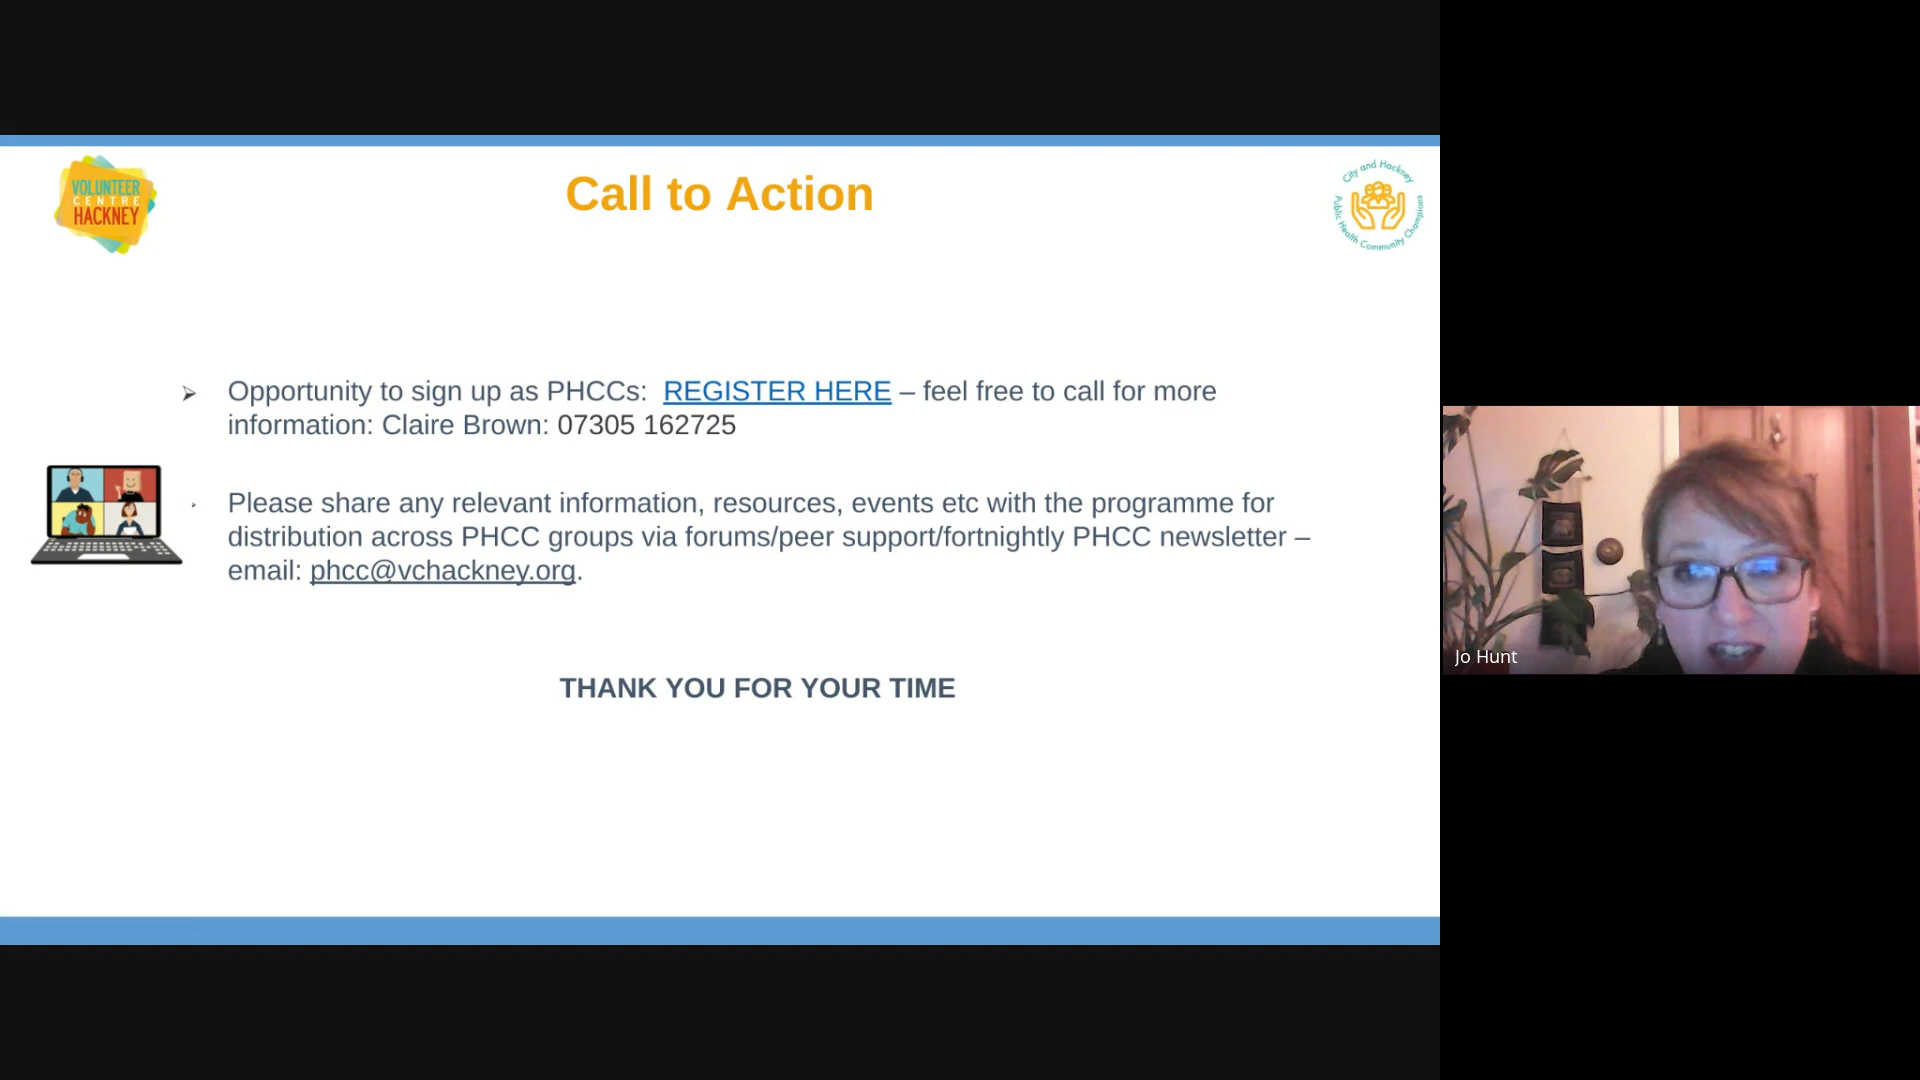 VOLUNTEER
CENTRE
HACKNEY
Call to Action
City and Hackney
Public Health Community Champions
Opportunity to sign up as PHCCs: REGISTER HERE – feel free to call for more
information: Claire Brown: 07305 162725
Please share any relevant information, resources, events etc with the programme for
distribution across PHCC groups via forums/peer support/fortnightly PHCC newsletter –
email: phcc@vchackney.org.
THANK YOU FOR YOUR TIME
Jo Hunt